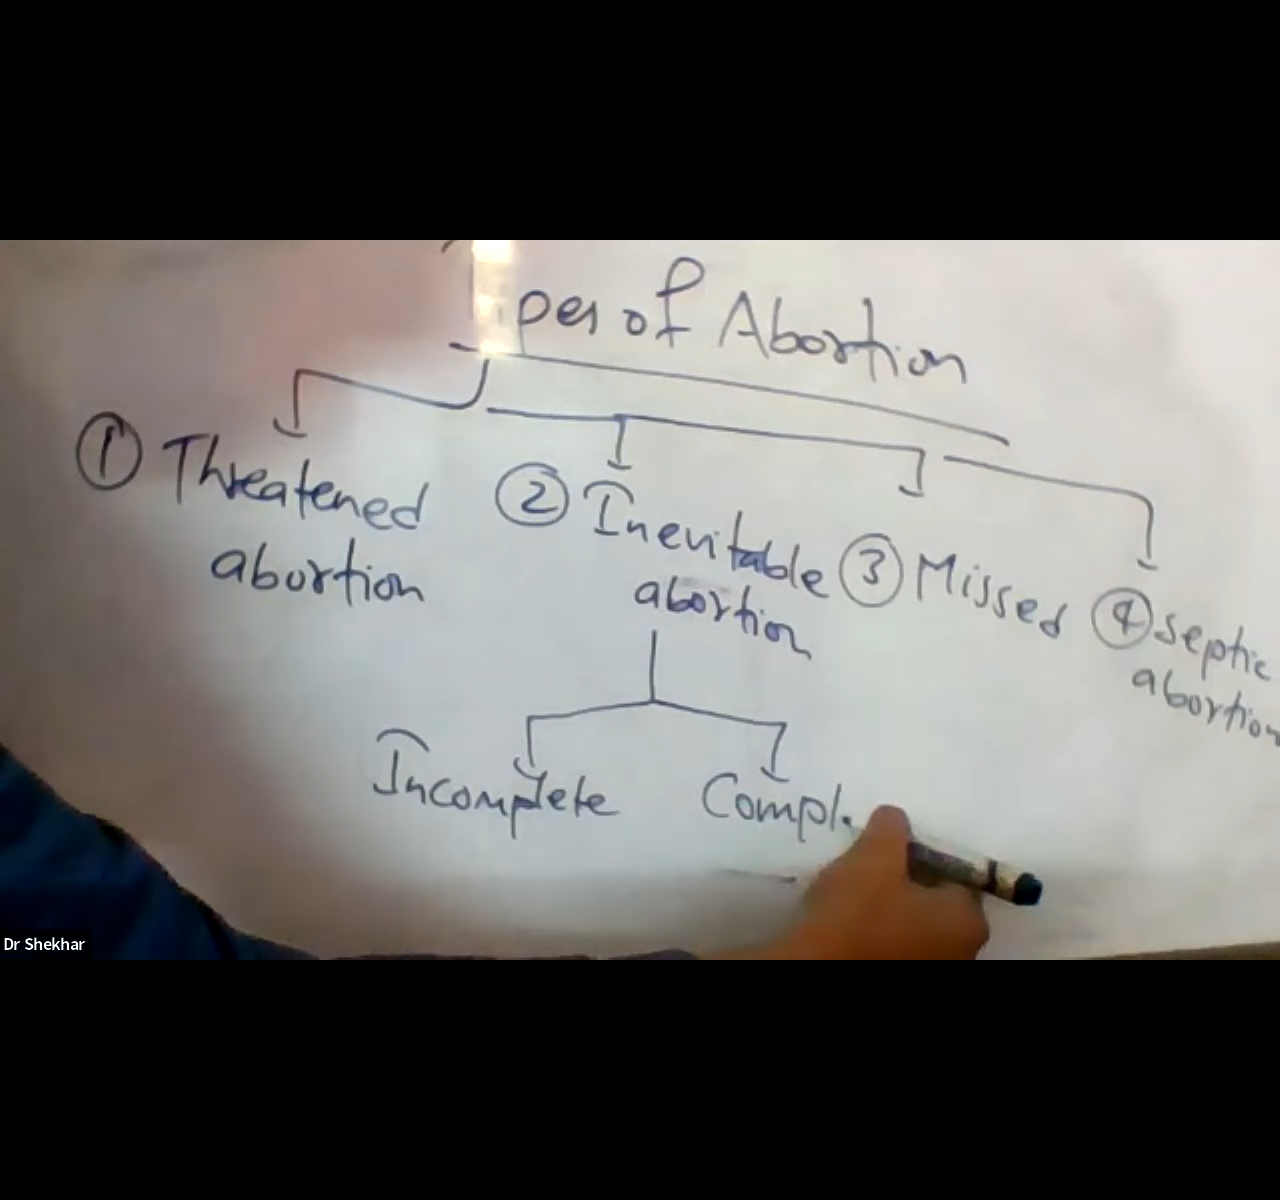 pes of Abortion
① Threatened
abortion
② Inevitable
abortion
③ Missed
④ septic
abortion
Incomplete
Compl
Dr Shekhar